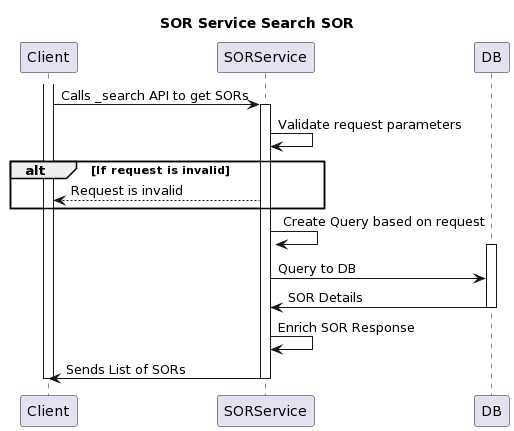 SOR Service Search SOR
Client SORService DB
Calls _search API to get SORs
Validate request parameters
alt [If request is invalid]
Request is invalid
Create Query based on request
Query to DB
SOR Details
Enrich SOR Response
Sends List of SORs
Client SORService DB